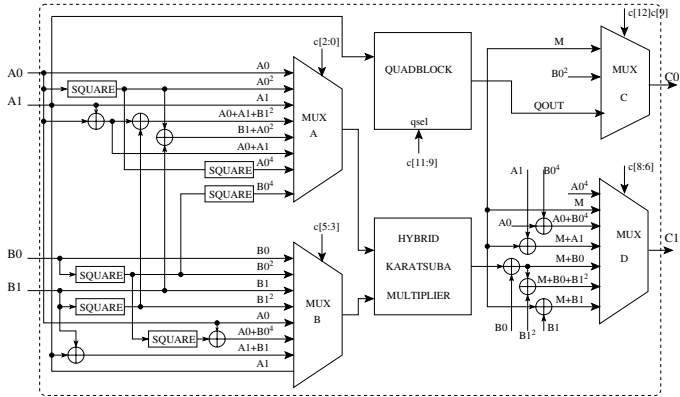 c[12]c[9]
c[2:0]
M
A0
A0
SQUARE
A0²
QUADBLOCK
MUX
C
B0²
C0
A1
A1
MUX
A
A0+A1+B1²
B1+A0²
QOUT
A0+A1
qsel
SQUARE
A0⁴
c[11:9]
A1
B0⁴
c[8:6]
SQUARE
B0⁴
A0⁴
M
c[5:3]
A0
A0+B0⁴
HYBRID
KARATSUBA
MULTIPLIER
M+A1
MUX
D
C1
B0
B0
M+B0
SQUARE
B0²
B1
B1
MUX
B
M+B0+B1²
SQUARE
B1²
M+B1
A0
B0
B1²
B1
SQUARE
A0+B0⁴
A1+B1
A1